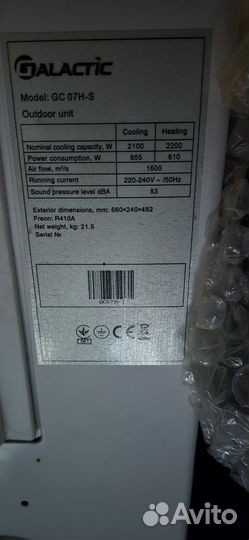 GALACTIC
Model: GC 07H-S
Outdoor unit
Cooling Heating
Nominal cooling capacity, W 2100 2200
Power consumption, W 655 610
Air flow, m³/s 1600
Running current 220-240V ~ /50Hz
Sound pressure level dBA 53
Exterior dimensions, mm: 660×240×482
Freon: R410A
Net weight, kg: 21.5
Serial №
GC07H-S
Avito